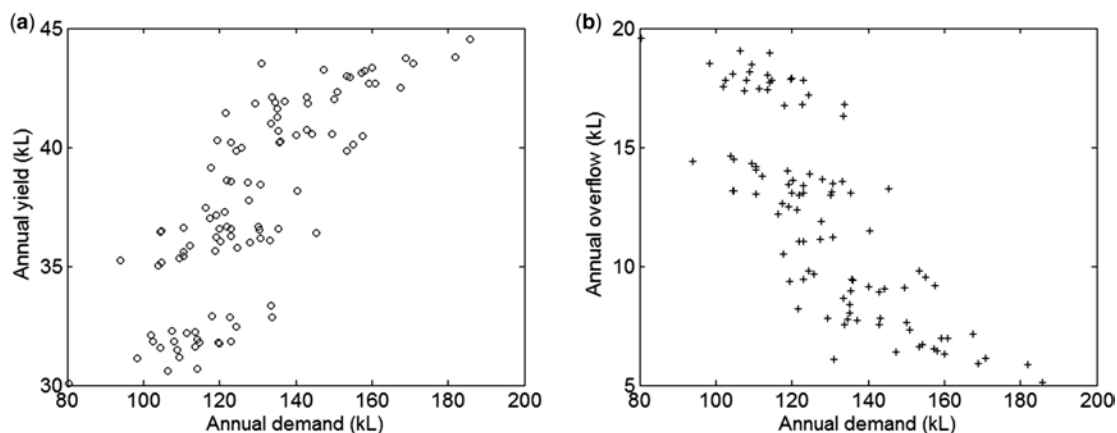 (a)
45
40
35
30
Annual yield (kL)
80 100 120 140 160 180 200
Annual demand (kL)
(b)
20
15
10
5
Annual overflow (kL)
80 100 120 140 160 180 200
Annual demand (kL)